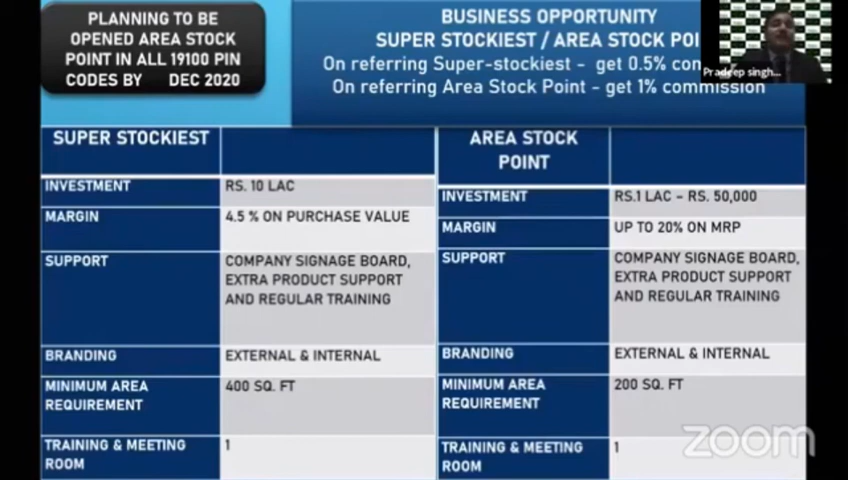 PLANNING TO BE
OPENED AREA STOCK
POINT IN ALL 19100 PIN
CODES BY DEC 2020
BUSINESS OPPORTUNITY
SUPER STOCKIEST / AREA STOCK
On referring Super-stockiest - get 0.5%
On referring Area Stock Point - get 1% commission
Pradeep singh...
SUPER STOCKIEST
INVESTMENT
RS. 10 LAC
MARGIN
4.5 % ON PURCHASE VALUE
SUPPORT
COMPANY SIGNAGE BOARD,
EXTRA PRODUCT SUPPORT
AND REGULAR TRAINING
BRANDING
EXTERNAL & INTERNAL
MINIMUM AREA
REQUIREMENT
400 SQ. FT
TRAINING & MEETING
ROOM
1
AREA STOCK
POINT
INVESTMENT
RS.1 LAC – RS. 50,000
MARGIN
UP TO 20% ON MRP
SUPPORT
COMPANY SIGNAGE BOARD,
EXTRA PRODUCT SUPPORT
AND REGULAR TRAINING
BRANDING
EXTERNAL & INTERNAL
MINIMUM AREA
REQUIREMENT
200 SQ. FT
TRAINING & MEETING
ROOM
1
zoom